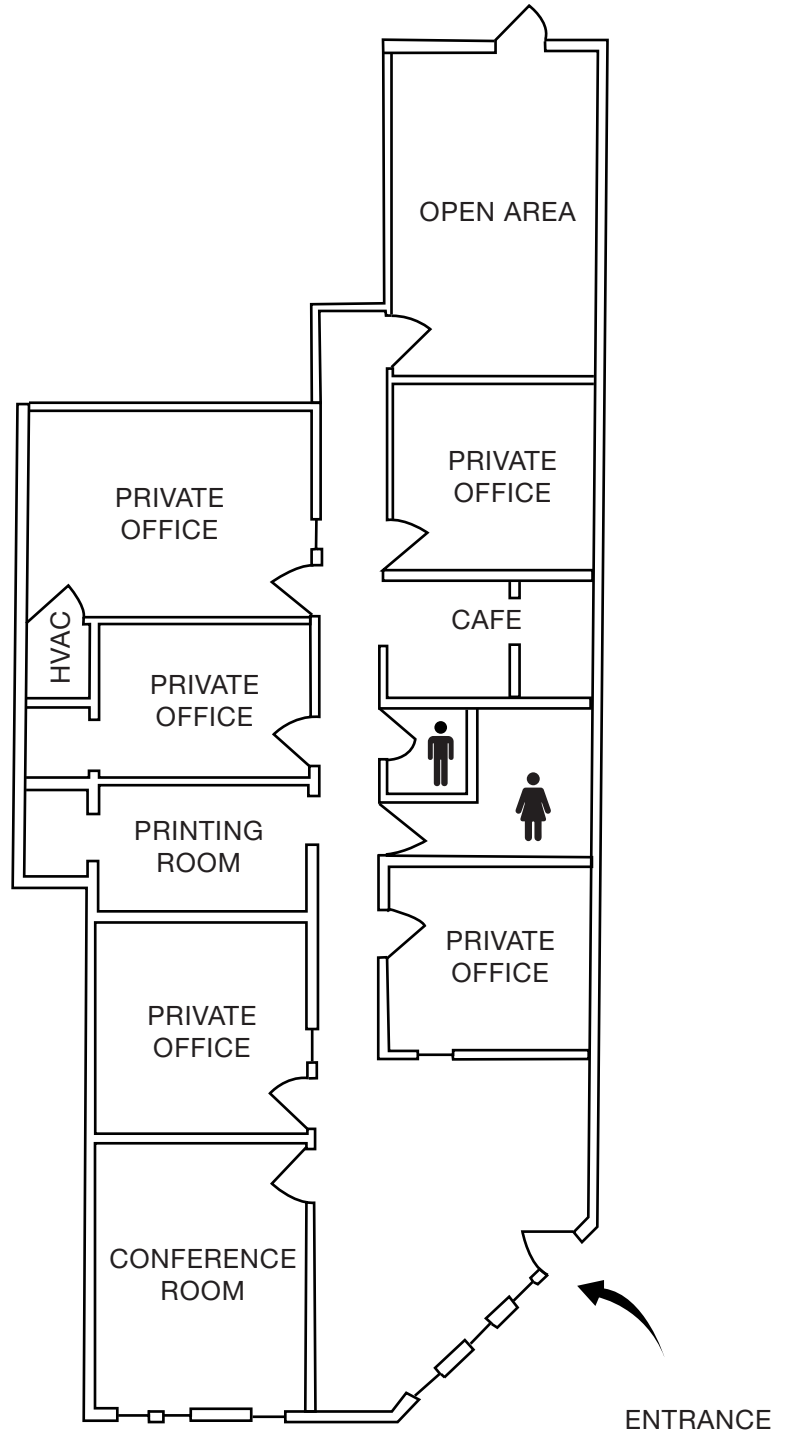 OPEN AREA
PRIVATE
OFFICE
PRIVATE
OFFICE
CAFE
HVAC
PRIVATE
OFFICE
PRINTING
ROOM
PRIVATE
OFFICE
PRIVATE
OFFICE
CONFERENCE
ROOM
ENTRANCE